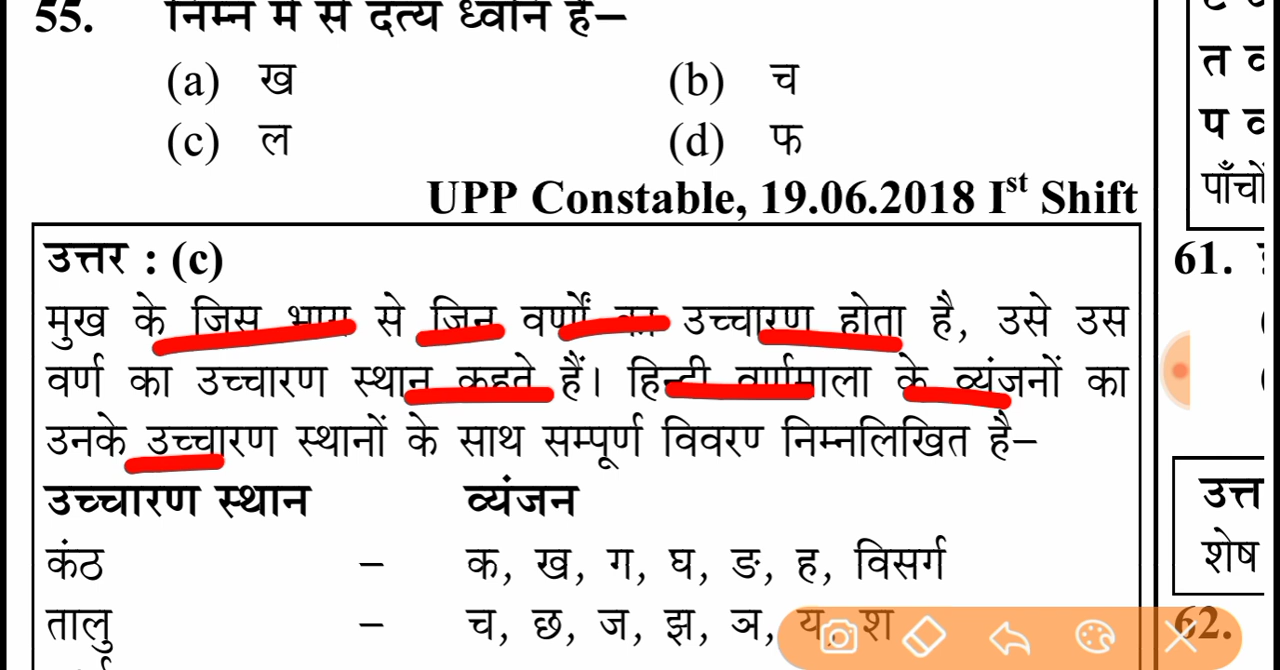 55. निम्न में से दंत्य ध्वनि है–
(a) ख (b) च
(c) ल (d) फ
UPP Constable, 19.06.2018 Ist Shift
उत्तर : (c)
मुख के जिस भाग से जिन वर्णों का उच्चारण होता है, उसे उस
वर्ण का उच्चारण स्थान कहते हैं। हिन्दी वर्णमाला के व्यंजनों का
उनके उच्चारण स्थानों के साथ सम्पूर्ण विवरण निम्नलिखित है–
उच्चारण स्थान व्यंजन
कंठ – क, ख, ग, घ, ङ, ह, विसर्ग
तालु – च, छ, ज, झ, ञ, य, श
त
प
पाँचों
61.
उत्त
शेष
62.